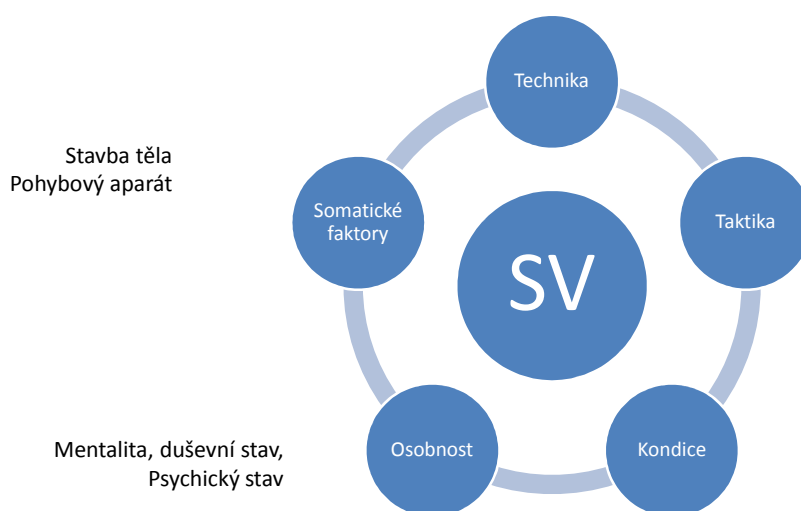 Technika
Stavba těla
Pohybový aparát
Somatické
faktory
Taktika
SV
Mentalita, duševní stav,
Psychický stav
Osobnost
Kondice